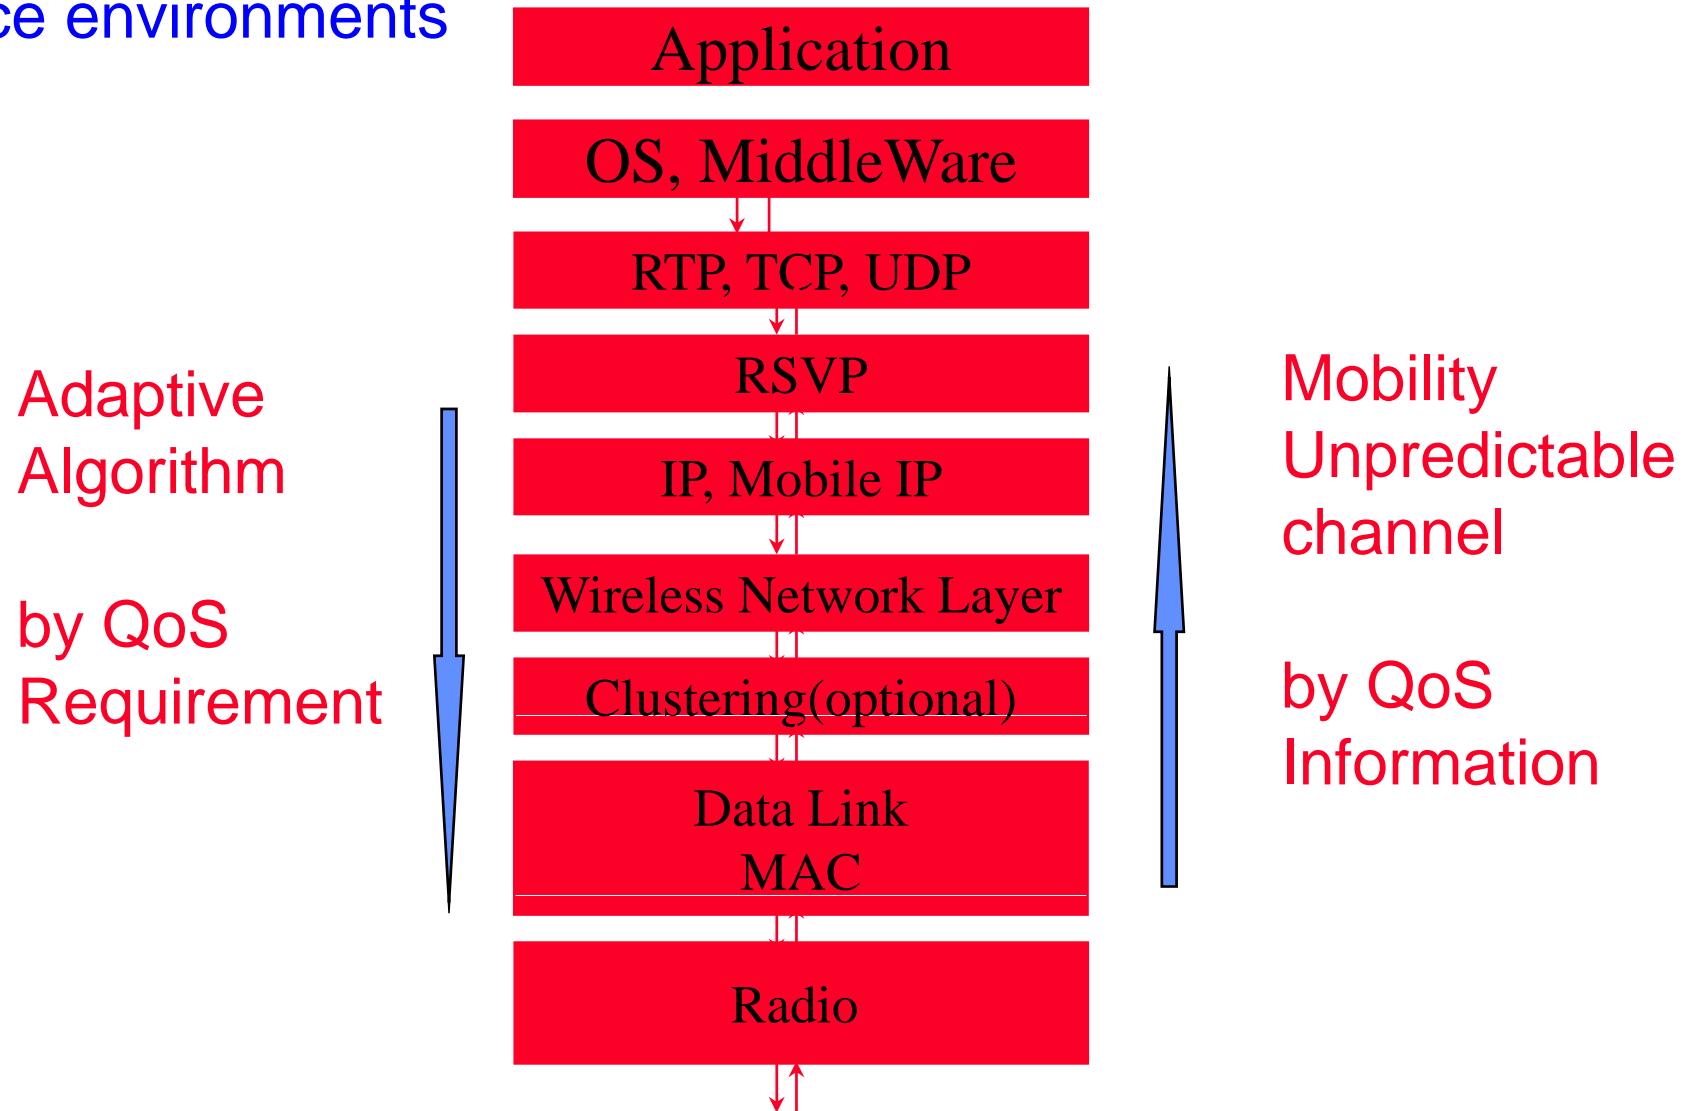 environments
Application
OS, MiddleWare
RTP, TCP, UDP
RSVP
IP, Mobile IP
Wireless Network Layer
Clustering(optional)
Data Link
MAC
Radio
Adaptive
Algorithm
by QoS
Requirement
Mobility
Unpredictable
channel
by QoS
Information